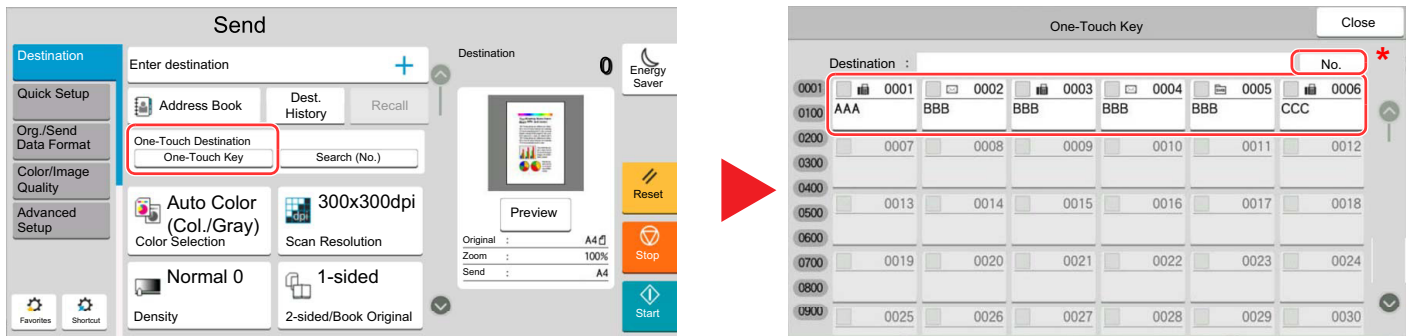 Send
Destination
Quick Setup
Org./Send
Data Format
Color/Image
Quality
Advanced
Setup
Favorites
Shortcut
Enter destination
+
Address Book
Dest.
History
Recall
One-Touch Destination
One-Touch Key
Search (No.)
Auto Color
(Col./Gray)
Color Selection
dpi
300x300dpi
Scan Resolution
Normal 0
Density
1-sided
2-sided/Book Original
Destination
0
Preview
Original : A4
Zoom : 100%
Send : A4
Energy
Saver
Reset
Stop
Start
One-Touch Key
Close
Destination :
No.
*
0001
0100
0200
0300
0400
0500
0600
0700
0800
0900
0001 0002 0003 0004 0005 0006
AAA BBB BBB BBB BBB CCC
0007 0008 0009 0010 0011 0012
0013 0014 0015 0016 0017 0018
0019 0020 0021 0022 0023 0024
0025 0026 0027 0028 0029 0030